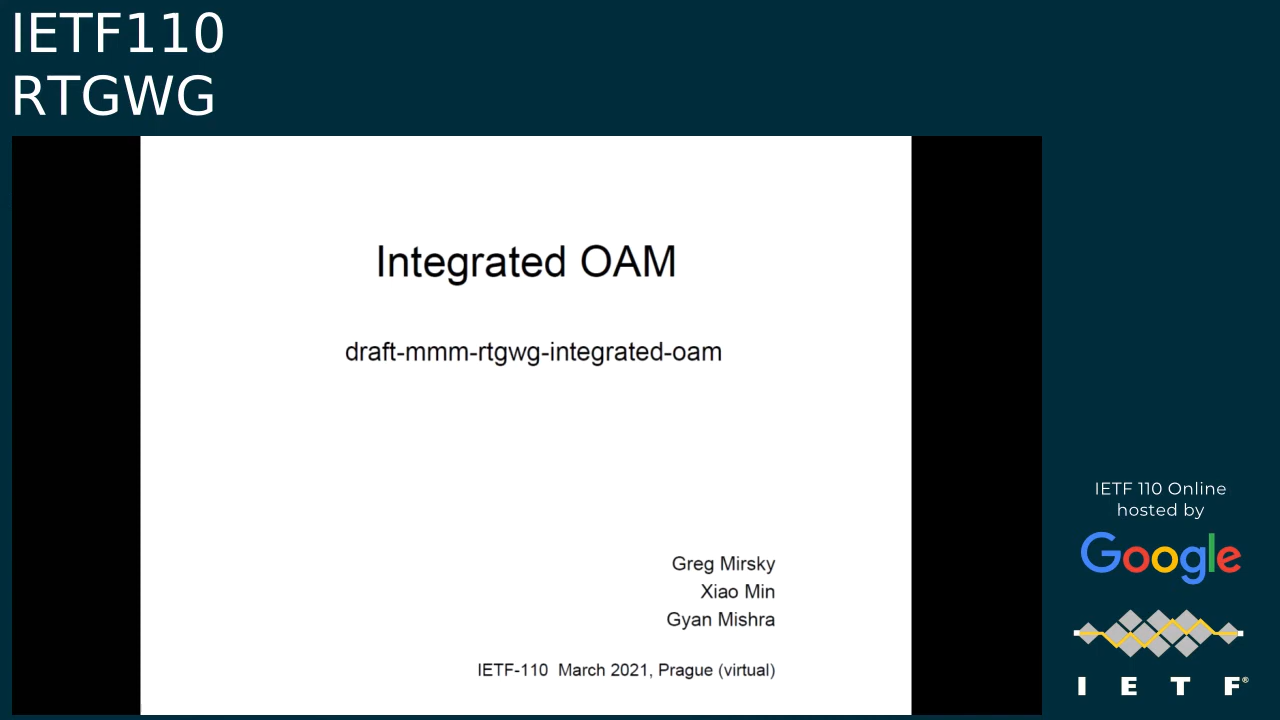 IETF110
RTGWG
Integrated OAM
draft-mmm-rtgwg-integrated-oam
Greg Mirsky
Xiao Min
Gyan Mishra
IETF-110 March 2021, Prague (virtual)
IETF 110 Online
hosted by
Google
I E T F®